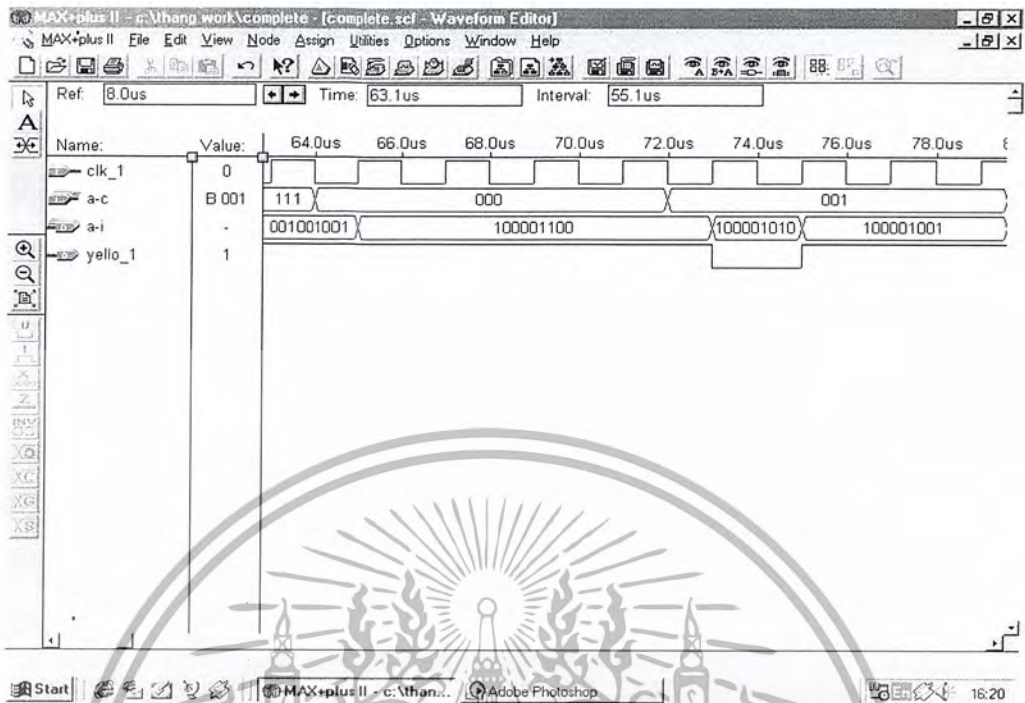 MAX+plus II - c:\thang work\complete - [complete.scf - Waveform Editor]
MAX+plus II File Edit View Node Assign Utilities Options Window Help
Ref: 8.0us Time: 63.1us Interval: 55.1us
Name: Value: 64.0us 66.0us 68.0us 70.0us 72.0us 74.0us 76.0us 78.0us 8
clk_1 0
a-c B 001 111 000 001
a-i - 001001001 100001100 100001010 100001001
yello_1 1
Start MAX+plus II - c:\than... Adobe Photoshop En 16:20